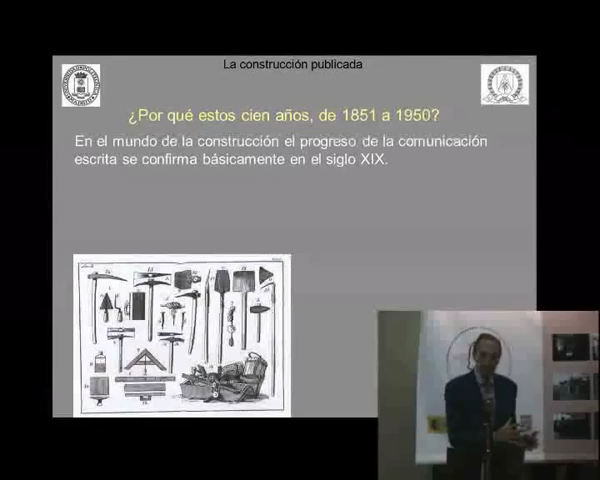 La construcción publicada
¿Por qué estos cien años, de 1851 a 1950?
En el mundo de la construcción el progreso de la comunicación
escrita se confirma básicamente en el siglo XIX.